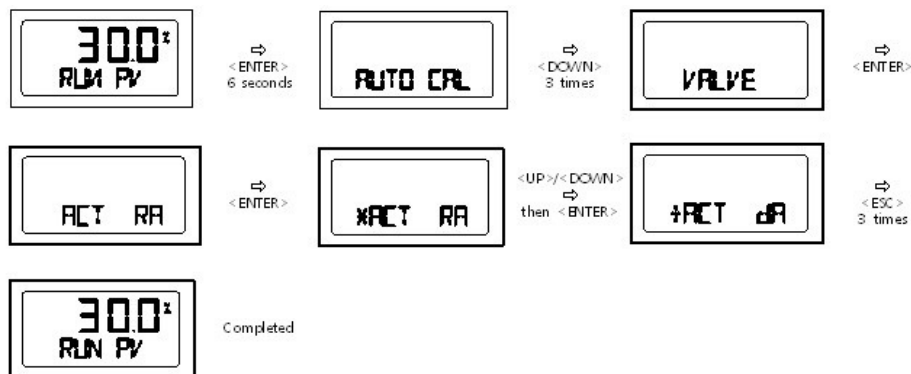 30.0%
RUN PV
⇨
<ENTER>
6 seconds
AUTO CAL
⇨
<DOWN>
3 times
VALVE
⇨
<ENTER>
ACT RA
⇨
<ENTER>
*ACT RA
<UP>/<DOWN>
⇨
then <ENTER>
+ACT dA
⇨
<ESC>
3 times
30.0%
RUN PV
Completed